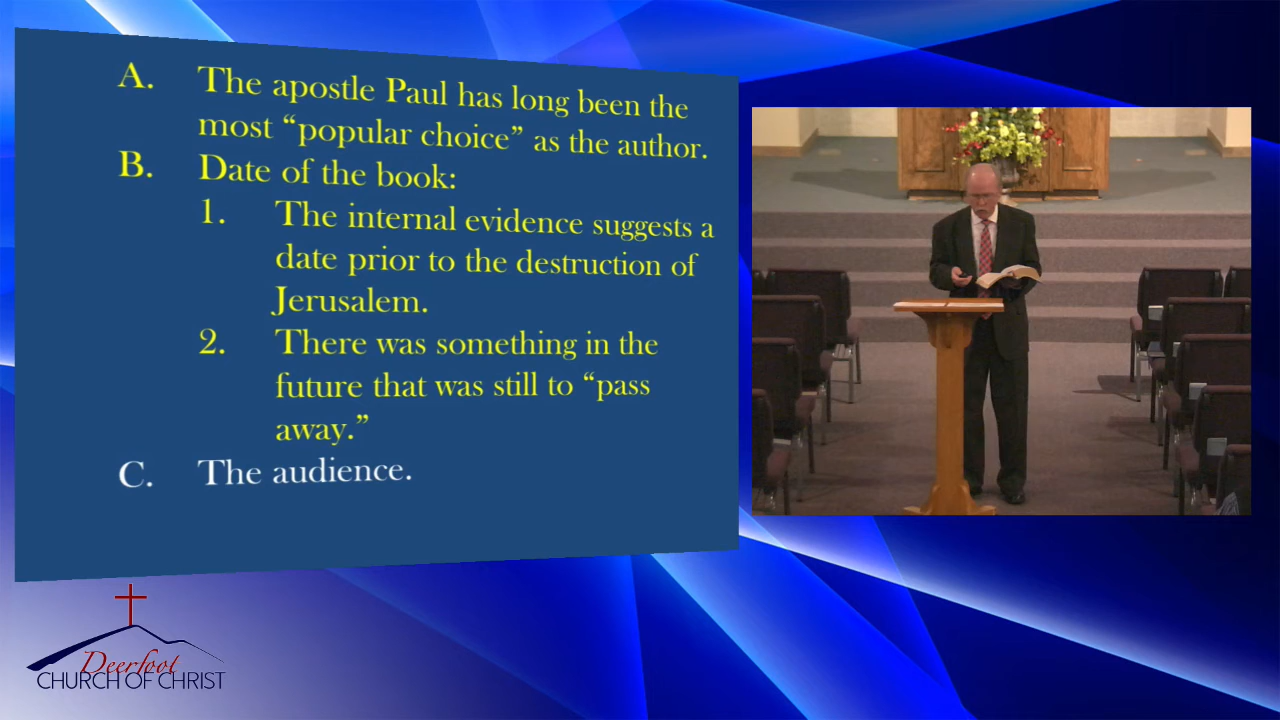 A. The apostle Paul has long been the
most “popular choice” as the author.
B. Date of the book:
1. The internal evidence suggests a
date prior to the destruction of
Jerusalem.
2. There was something in the
future that was still to “pass
away.”
C. The audience.
Deerfoot
CHURCH OF CHRIST